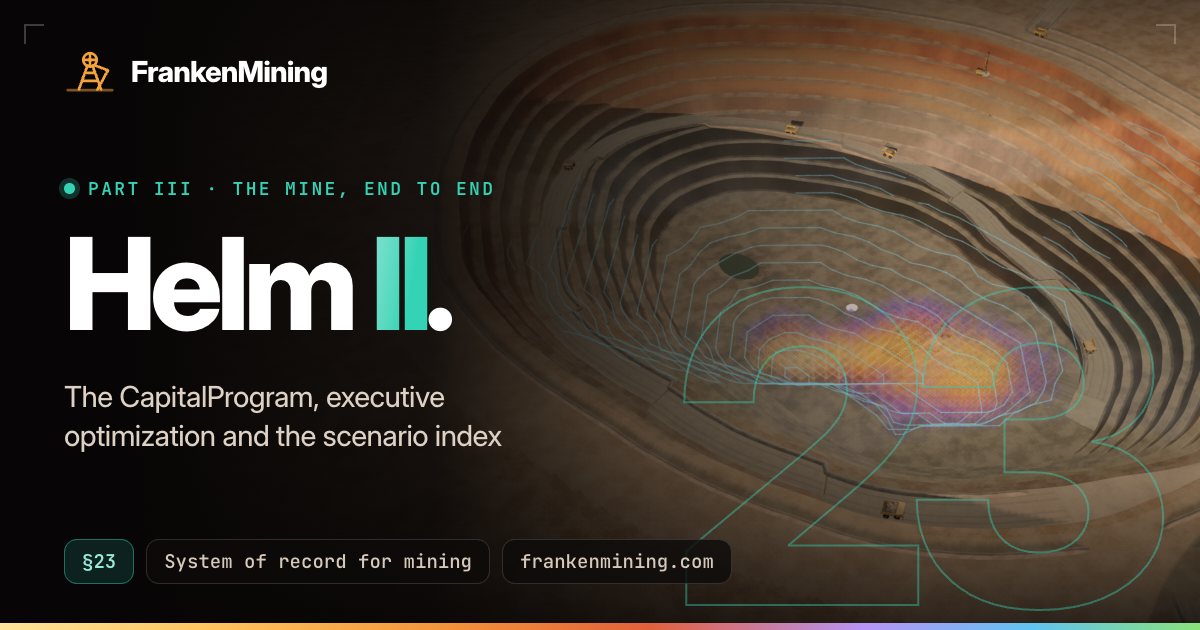 FrankenMining
PART III · THE MINE, END TO END
Helm II.
The CapitalProgram, executive
optimization and the scenario index
§23
System of record for mining
frankenmining.com
23